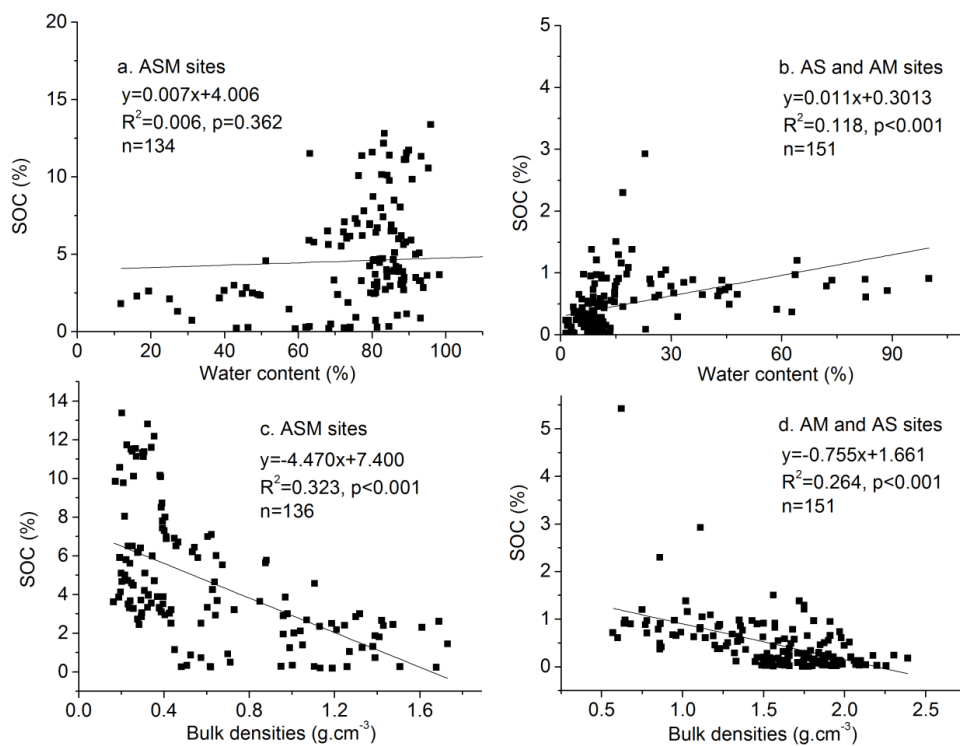 20
15
10
5
0
SOC (%)
a. ASM sites
y=0.007x+4.006
R²=0.006, p=0.362
n=134
0 20 40 60 80 100
Water content (%)
5
4
3
2
1
0
SOC (%)
b. AS and AM sites
y=0.011x+0.3013
R²=0.118, p<0.001
n=151
0 30 60 90
Water content (%)
14
12
10
8
6
4
2
0
SOC (%)
c. ASM sites
y=-4.470x+7.400
R²=0.323, p<0.001
n=136
0.0 0.4 0.8 1.2 1.6
Bulk densities (g.cm⁻³)
5
4
3
2
1
0
SOC (%)
d. AM and AS sites
y=-0.755x+1.661
R²=0.264, p<0.001
n=151
0.5 1.0 1.5 2.0 2.5
Bulk densities (g.cm⁻³)